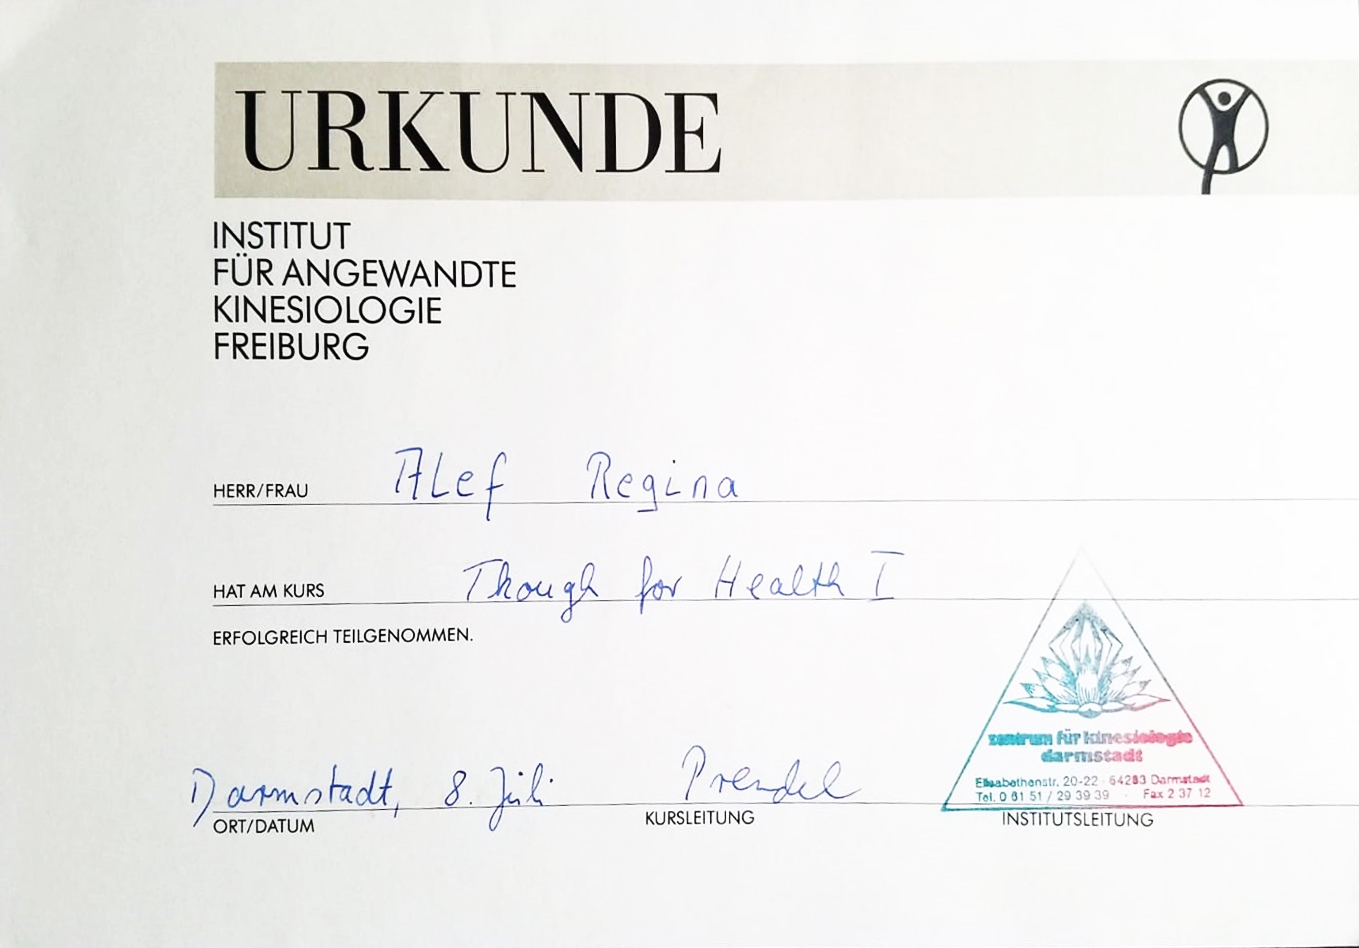 URKUNDE
INSTITUT
FÜR ANGEWANDTE
KINESIOLOGIE
FREIBURG
HERR/FRAU ALef Regina
HAT AM KURS Though for Health I
ERFOLGREICH TEILGENOMMEN.
zentrum für kinesiologie
darmstadt
Elisabethenstr. 20-22 · 64283 Darmstadt
Tel. 0 61 51 / 29 39 39 · Fax 2 37 12
Darmstadt, 8. Juli Prendel
ORT/DATUM KURSLEITUNG INSTITUTSLEITUNG